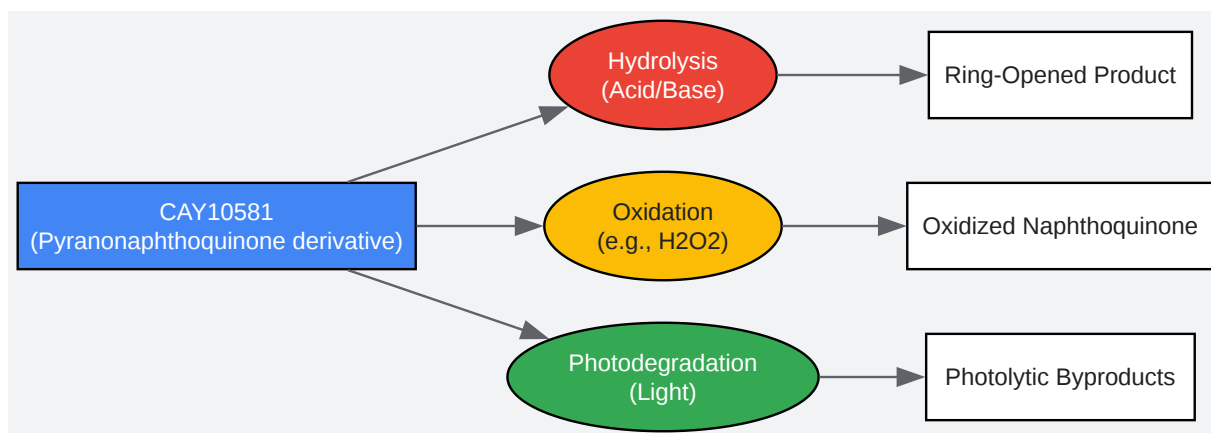 Hydrolysis
(Acid/Base)
Ring-Opened Product
CAY10581
(Pyranonaphthoquinone derivative)
Oxidation
(e.g., H2O2)
Oxidized Naphthoquinone
Photodegradation
(Light)
Photolytic Byproducts